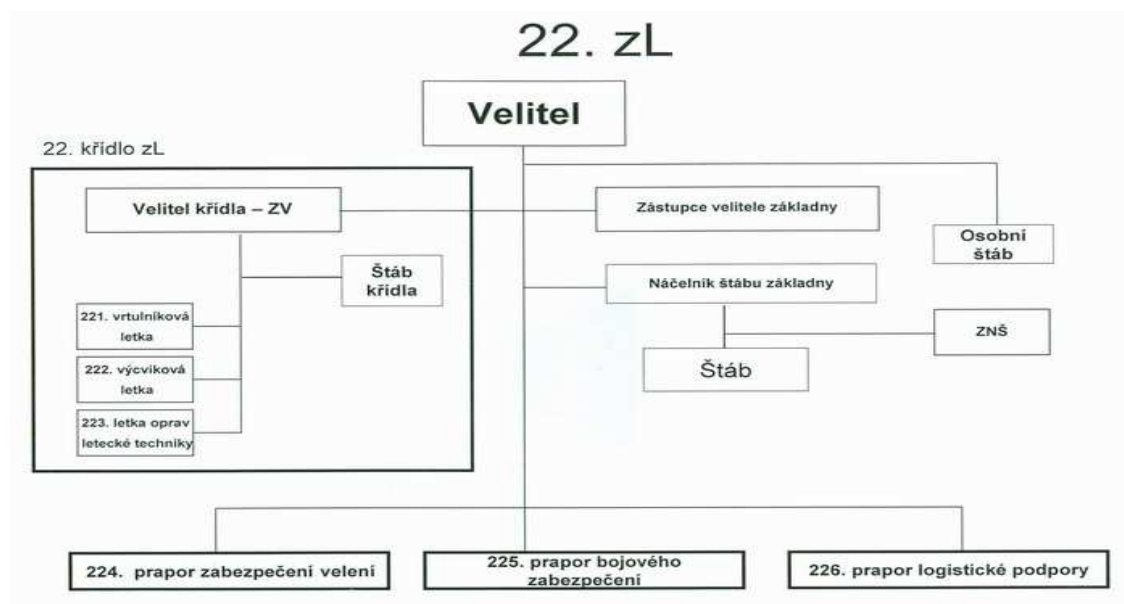 22. zL
Velitel
22. křídlo zL
Velitel křídla – ZV
Zástupce velitele základny
Osobní
štáb
Štáb
křídla
Náčelník štábu základny
221. vrtulníková
letka
ZNŠ
222. výcviková
letka
Štáb
223. letka oprav
letecké techniky
224. prapor zabezpečení velení
225. prapor bojového
zabezpečení
226. prapor logistické podpory